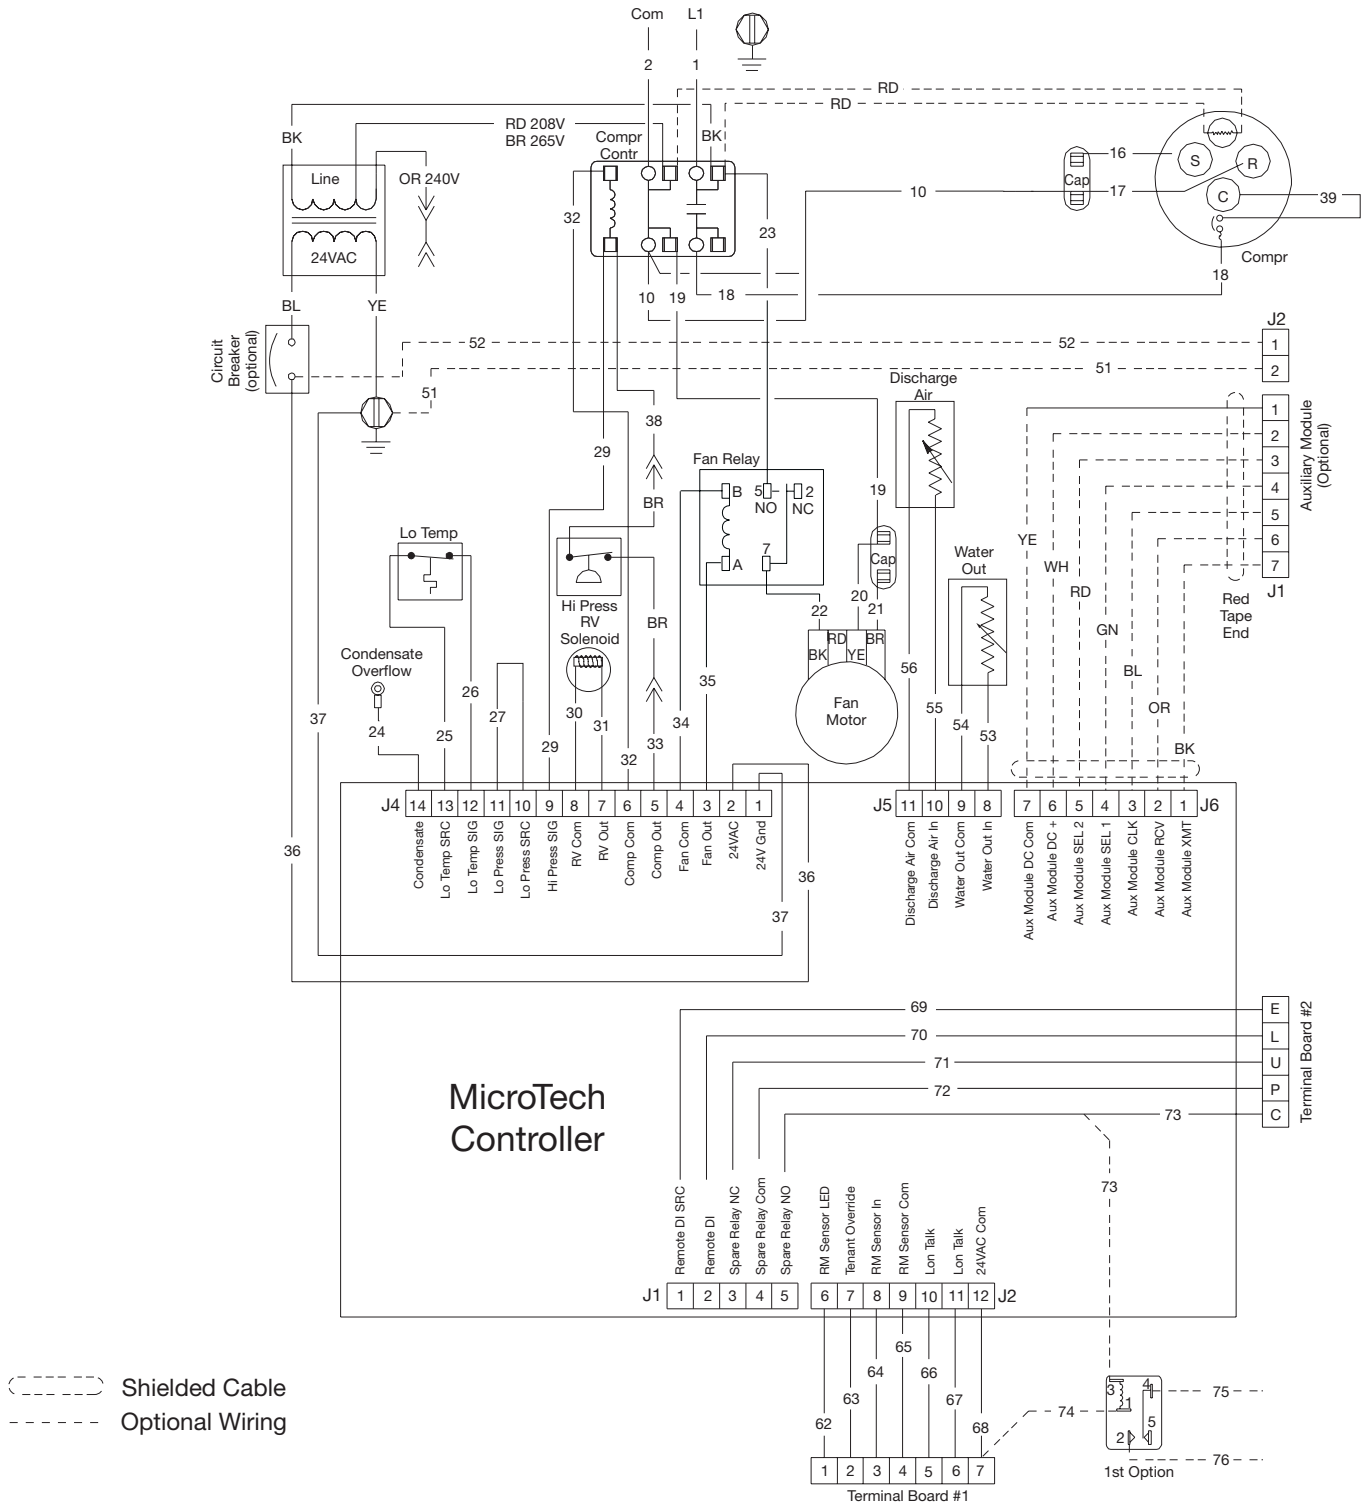 Com L1
2 1
RD
RD
BK
RD 208V
BR 265V
Compr
Contr
BK
Line
OR 240V
24VAC
16
Cap
17
S R
C
39
10
Compr
18
32
23
10 19 18
BL YE
Circuit
Breaker
(optional)
52 52
51
51
J2
1
2
Discharge
Air
38
29
Fan Relay
B 5 2
NO NC
7
A
19
BR
Cap
20 21
Lo Temp
Hi Press
RV
Solenoid
BR
Water
Out
22
RD BR
BK YE
Fan
Motor
1
2
3
4
5
6
7
J1
Auxiliary Module
(Optional)
Red
Tape
End
YE
WH
RD
GN
BL
OR
BK
Condensate
Overflow
24 25 26 27 29 30 31 32 33 34 35
56 55 54 53
37
36
J4 14 13 12 11 10 9 8 7 6 5 4 3 2 1
Condensate
Lo Temp SRC
Lo Temp SIG
Lo Press SIG
Lo Press SRC
Hi Press SIG
RV Com
RV Out
Comp Com
Comp Out
Fan Com
Fan Out
24VAC
24V Gnd
36
37
J5 11 10 9 8
Discharge Air Com
Discharge Air In
Water Out Com
Water Out In
7 6 5 4 3 2 1 J6
Aux Module DC Com
Aux Module DC +
Aux Module SEL 2
Aux Module SEL 1
Aux Module CLK
Aux Module RCV
Aux Module XMT
69 E
70 L
71 U
72 P
73 C
Terminal Board #2
MicroTech
Controller
73
Remote DI SRC
Remote DI
Spare Relay NC
Spare Relay Com
Spare Relay NO
J1 1 2 3 4 5
RM Sensor LED
Tenant Override
RM Sensor In
RM Sensor Com
Lon Talk
Lon Talk
24VAC Com
6 7 8 9 10 11 12 J2
62 63 64 65 66 67 68
1 2 3 4 5 6 7
Terminal Board #1
74
3 4
1
5
2
75
76
1st Option
Shielded Cable
Optional Wiring